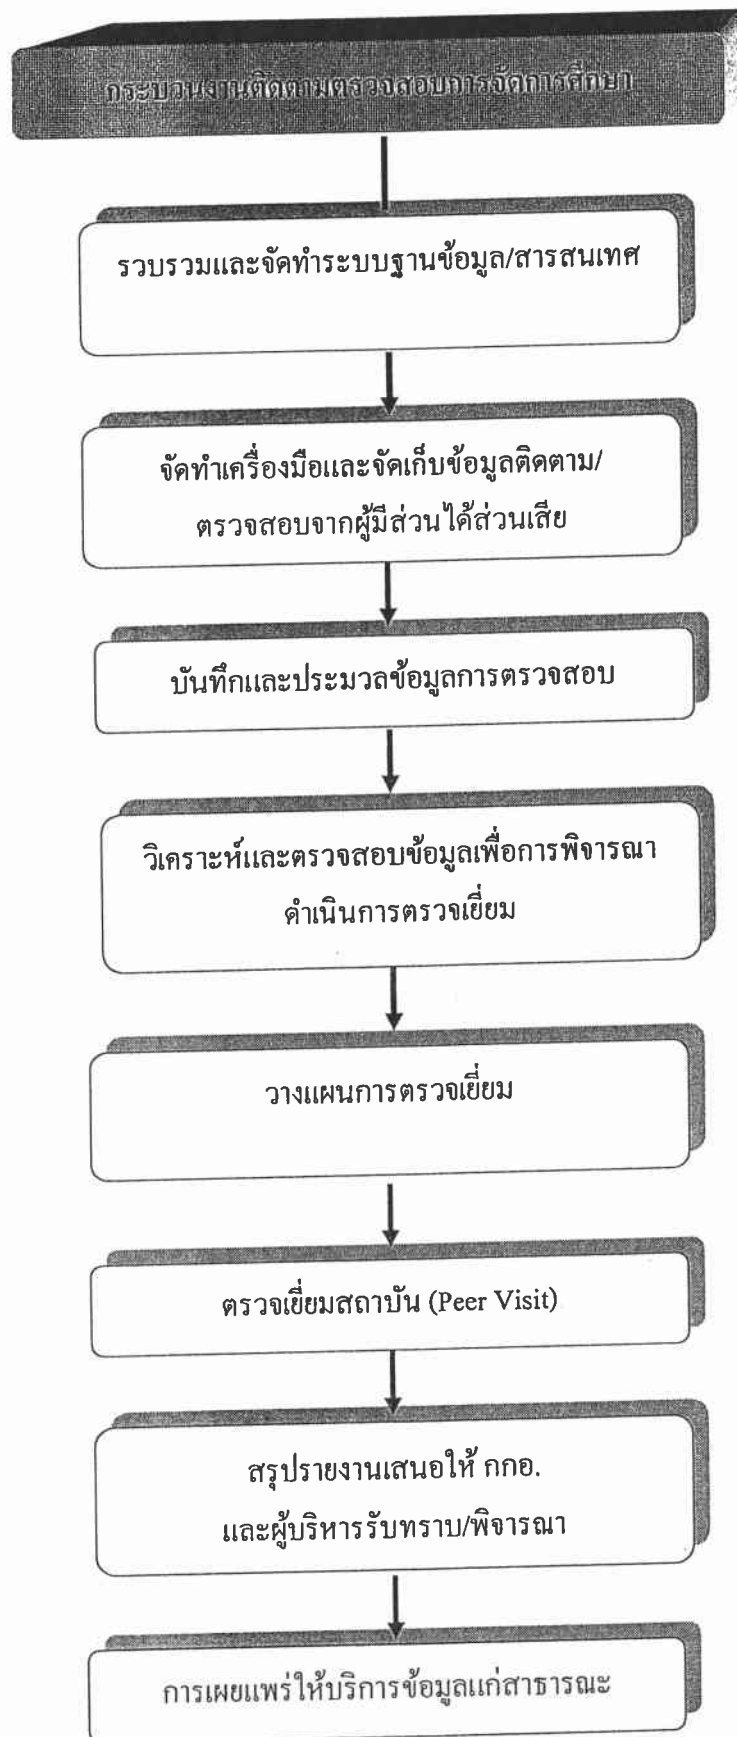 กระบวนงานติดตามตรวจสอบการจัดการศึกษา
รวบรวมและจัดทำระบบฐานข้อมูล/สารสนเทศ
จัดทำเครื่องมือและจัดเก็บข้อมูลติดตาม/
ตรวจสอบจากผู้มีส่วนได้ส่วนเสีย
บันทึกและประมวลข้อมูลการตรวจสอบ
วิเคราะห์และตรวจสอบข้อมูลเพื่อการพิจารณา
ดำเนินการตรวจเยี่ยม
วางแผนการตรวจเยี่ยม
ตรวจเยี่ยมสถาบัน (Peer Visit)
สรุปรายงานเสนอให้ กกอ.
และผู้บริหารรับทราบ/พิจารณา
การเผยแพร่ให้บริการข้อมูลแก่สาธารณะ